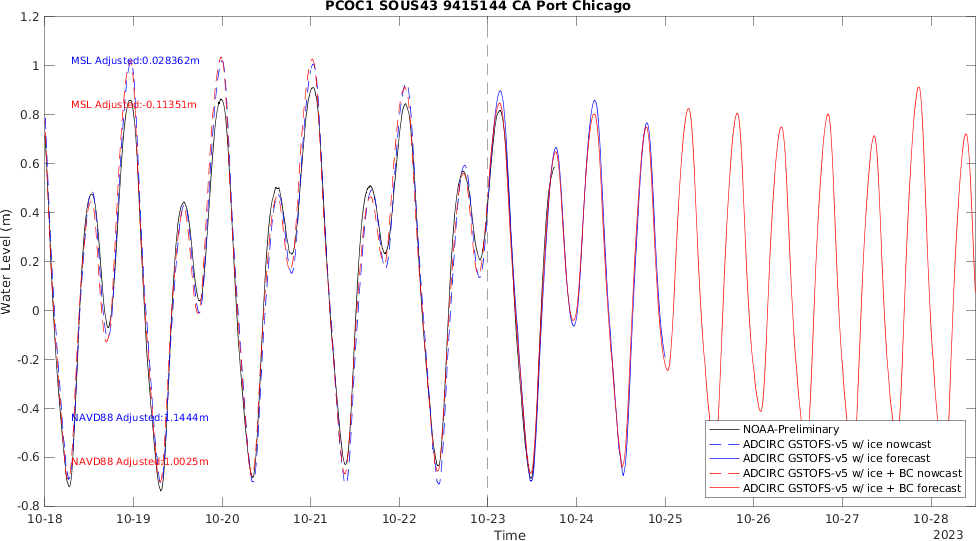 PCOC1 SOUS43 9415144 CA Port Chicago
1.2
1
0.8
0.6
0.4
0.2
0
-0.2
-0.4
-0.6
-0.8
Water Level (m)
MSL Adjusted:0.028362m
MSL Adjusted:-0.11351m
NAVD88 Adjusted:1.1444m
NAVD88 Adjusted:1.0025m
NOAA-Preliminary
ADCIRC GSTOFS-v5 w/ ice nowcast
ADCIRC GSTOFS-v5 w/ ice forecast
ADCIRC GSTOFS-v5 w/ ice + BC nowcast
ADCIRC GSTOFS-v5 w/ ice + BC forecast
10-18 10-19 10-20 10-21 10-22 10-23 10-24 10-25 10-26 10-27 10-28
Time
2023